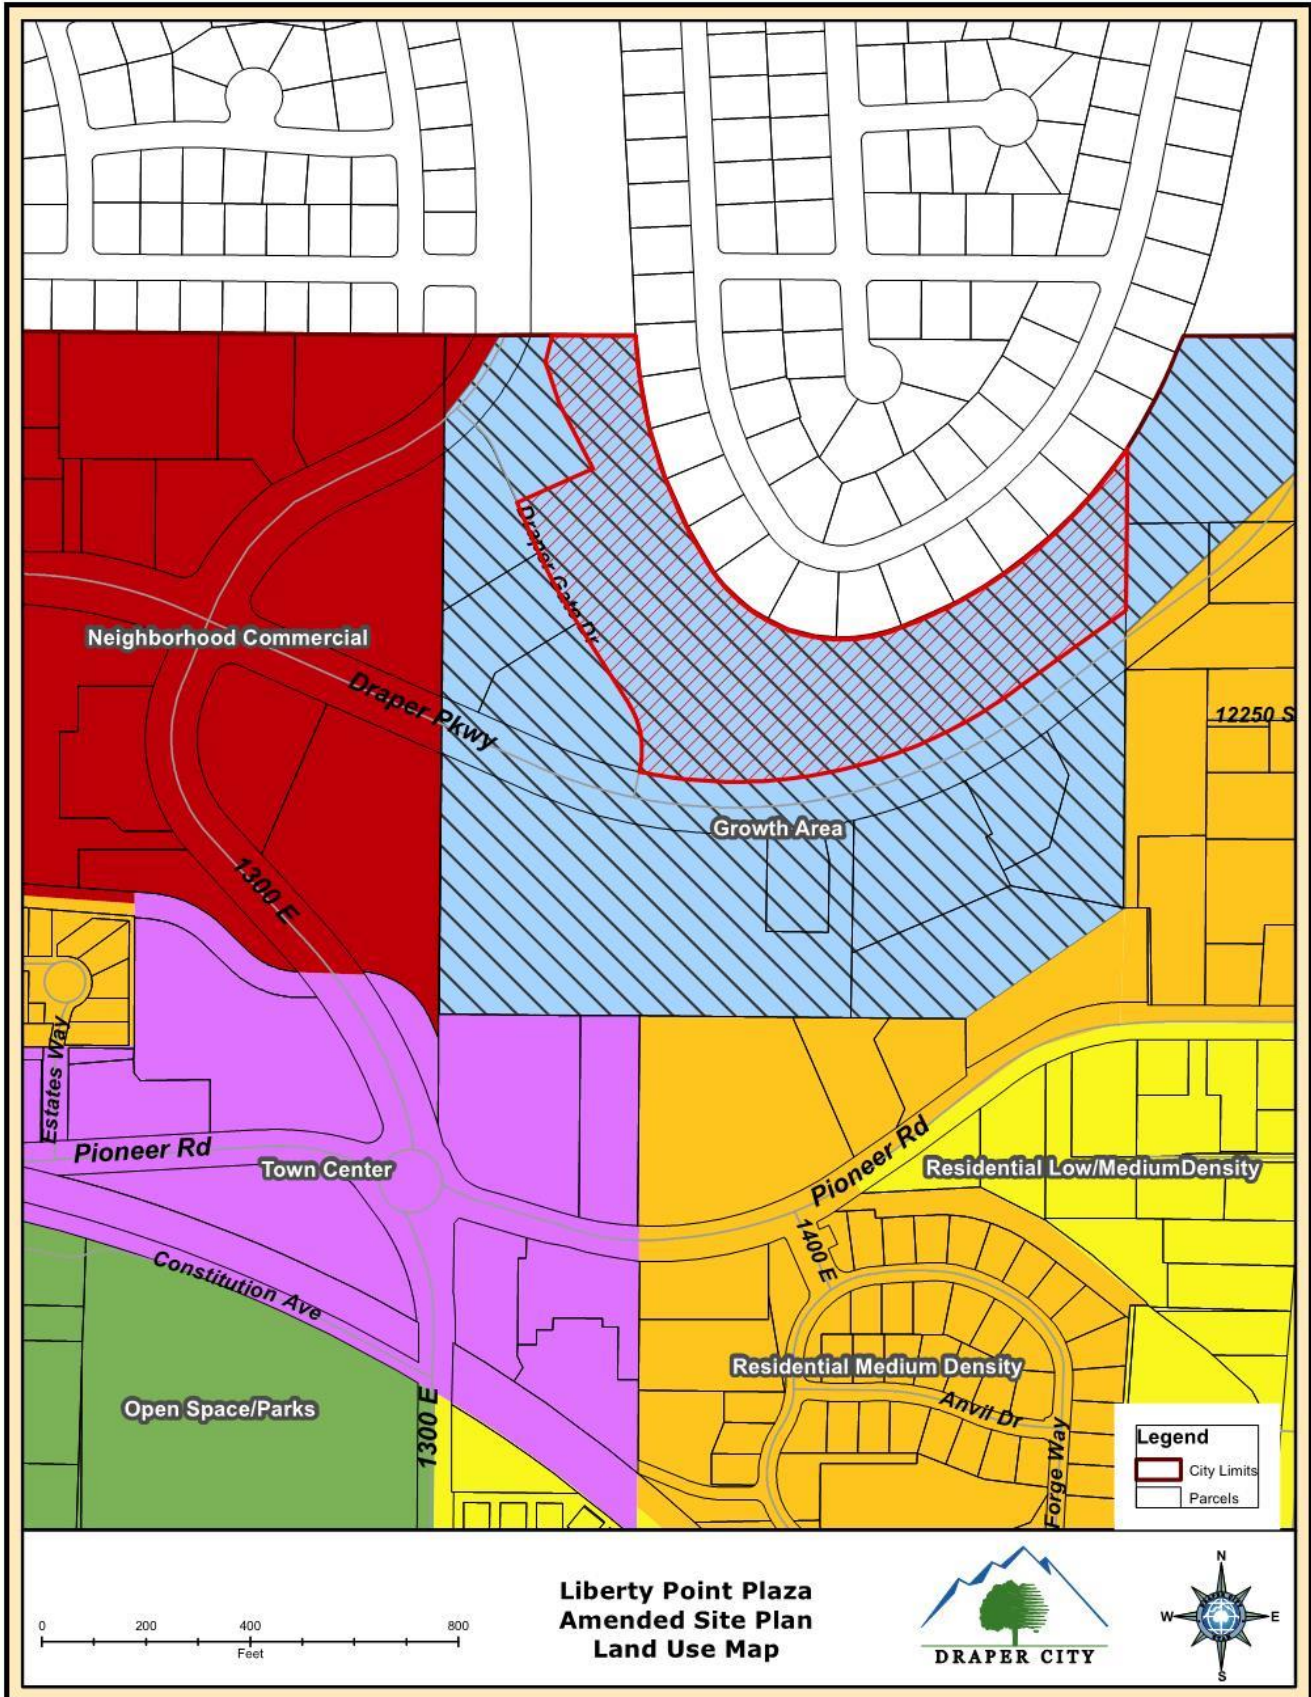 Draper Gate Dr
Neighborhood Commercial
Draper Pkwy
12250 S
Growth Area
1300 E
Estates Way
Pioneer Rd
Town Center
Pioneer Rd
Residential Low/MediumDensity
1400 E
Constitution Ave
Residential Medium Density
Open Space/Parks
1300 E
Anvil Dr
Forge Way
Legend
City Limits
Parcels
Liberty Point Plaza
Amended Site Plan
Land Use Map
0 200 400 800
Feet
DRAPER CITY
N
W E
S